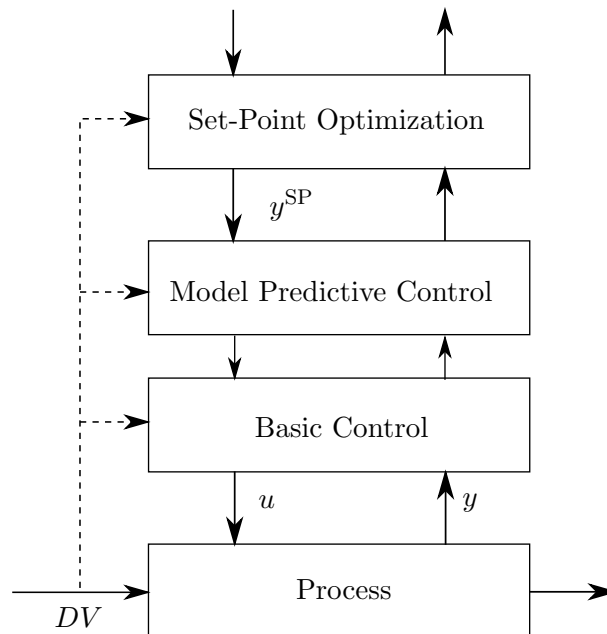 Set-Point Optimization
y^SP
Model Predictive Control
Basic Control
u
y
Process
DV